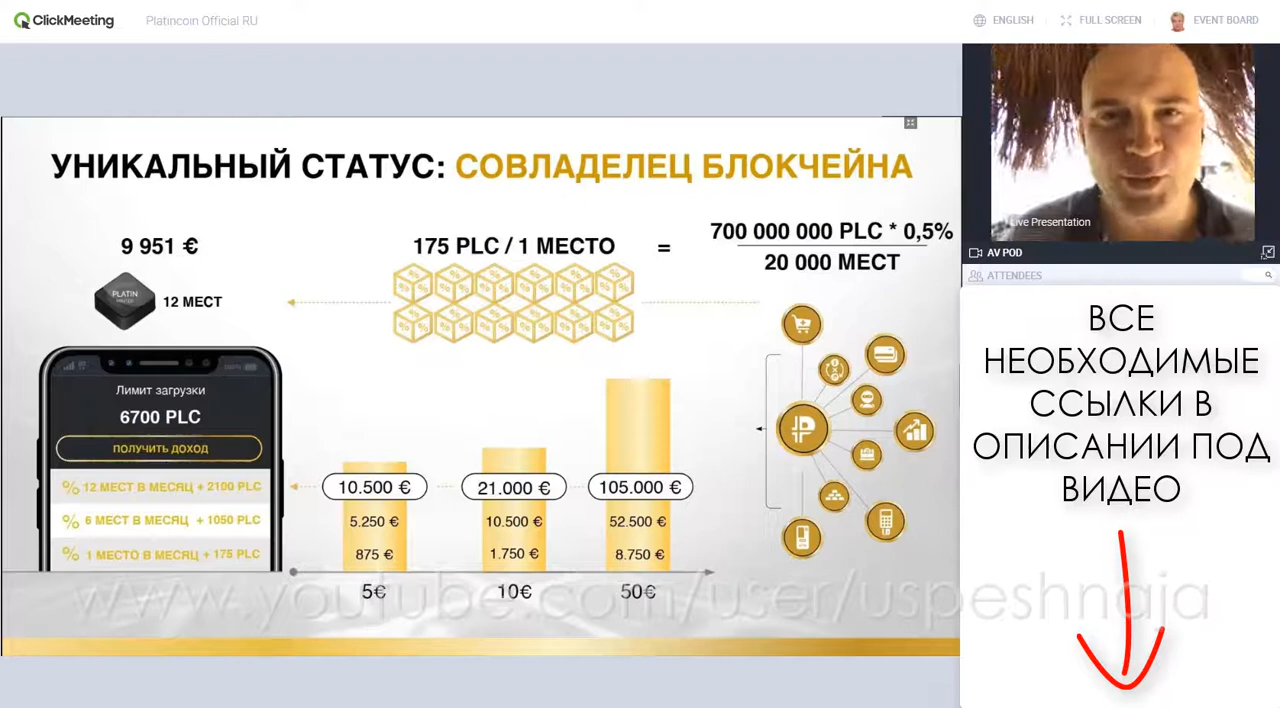 ClickMeeting
Platincoin Official RU
ENGLISH
FULL SCREEN
EVENT BOARD
УНИКАЛЬНЫЙ СТАТУС: СОВЛАДЕЛЕЦ БЛОКЧЕЙНА
9 951 €
175 PLC / 1 МЕСТО
=
700 000 000 PLC * 0,5%
20 000 МЕСТ
PLATIN
12 МЕСТ
Лимит загрузки
6700 PLC
ПОЛУЧИТЬ ДОХОД
% 12 МЕСТ В МЕСЯЦ + 2100 PLC
% 6 МЕСТ В МЕСЯЦ + 1050 PLC
% 1 МЕСТО В МЕСЯЦ + 175 PLC
10.500 €
21.000 €
105.000 €
5.250 €
10.500 €
52.500 €
875 €
1.750 €
8.750 €
5€
10€
50€
www.youtube.com/user/uspeshnaja
Live Presentation
AV POD
ATTENDEES
ВСЕ
НЕОБХОДИМЫЕ
ССЫЛКИ В
ОПИСАНИИ ПОД
ВИДЕО